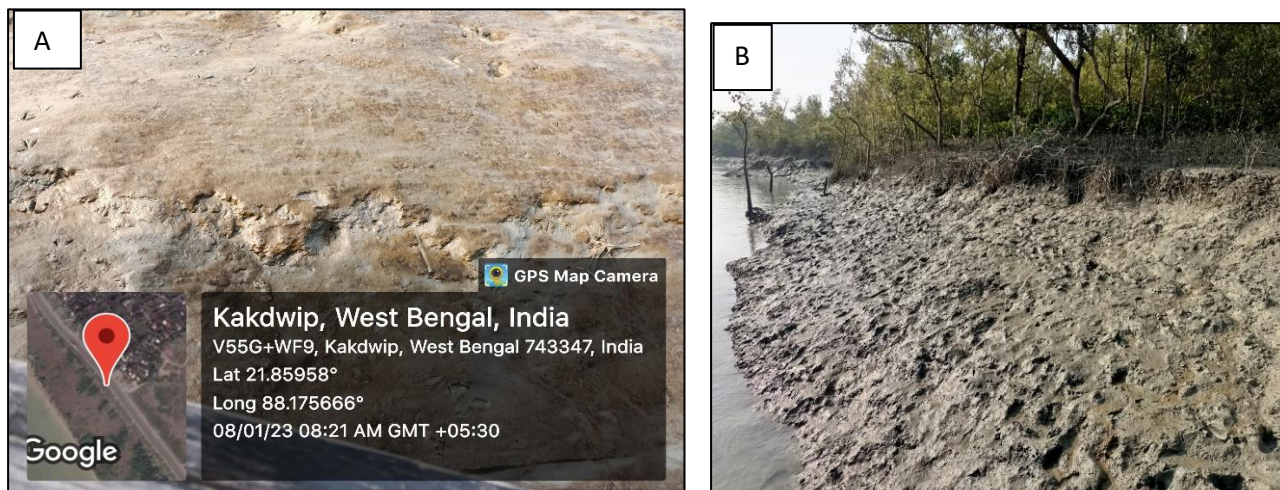 A
GPS Map Camera
Kakdwip, West Bengal, India
V55G+WF9, Kakdwip, West Bengal 743347, India
Lat 21.85958°
Long 88.175666°
08/01/23 08:21 AM GMT +05:30
Google
B